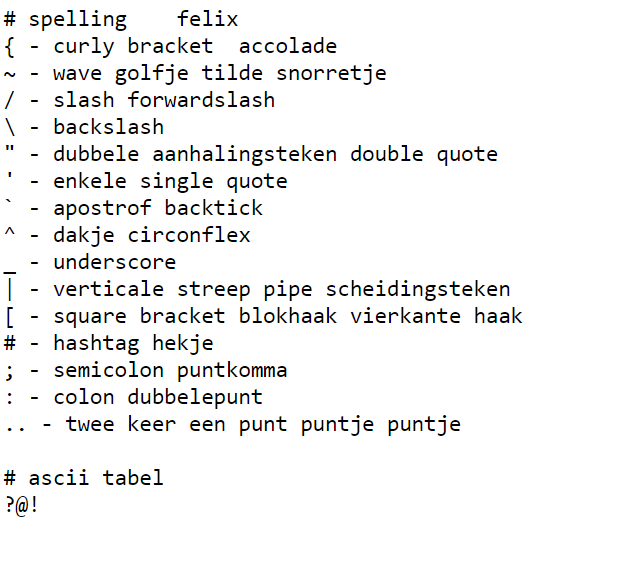 # spelling    felix
{ - curly bracket  accolade
~ - wave golfje tilde snorretje
/ - slash forwardslash
\ - backslash
" - dubbele aanhalingsteken double quote
' - enkele single quote
` - apostrof backtick
^ - dakje circonflex
_ - underscore
| - verticale streep pipe scheidingsteken
[ - square bracket blokhaak vierkante haak
# - hashtag hekje
; - semicolon puntkomma
: - colon dubbelepunt
.. - twee keer een punt puntje puntje

# ascii tabel
?@!